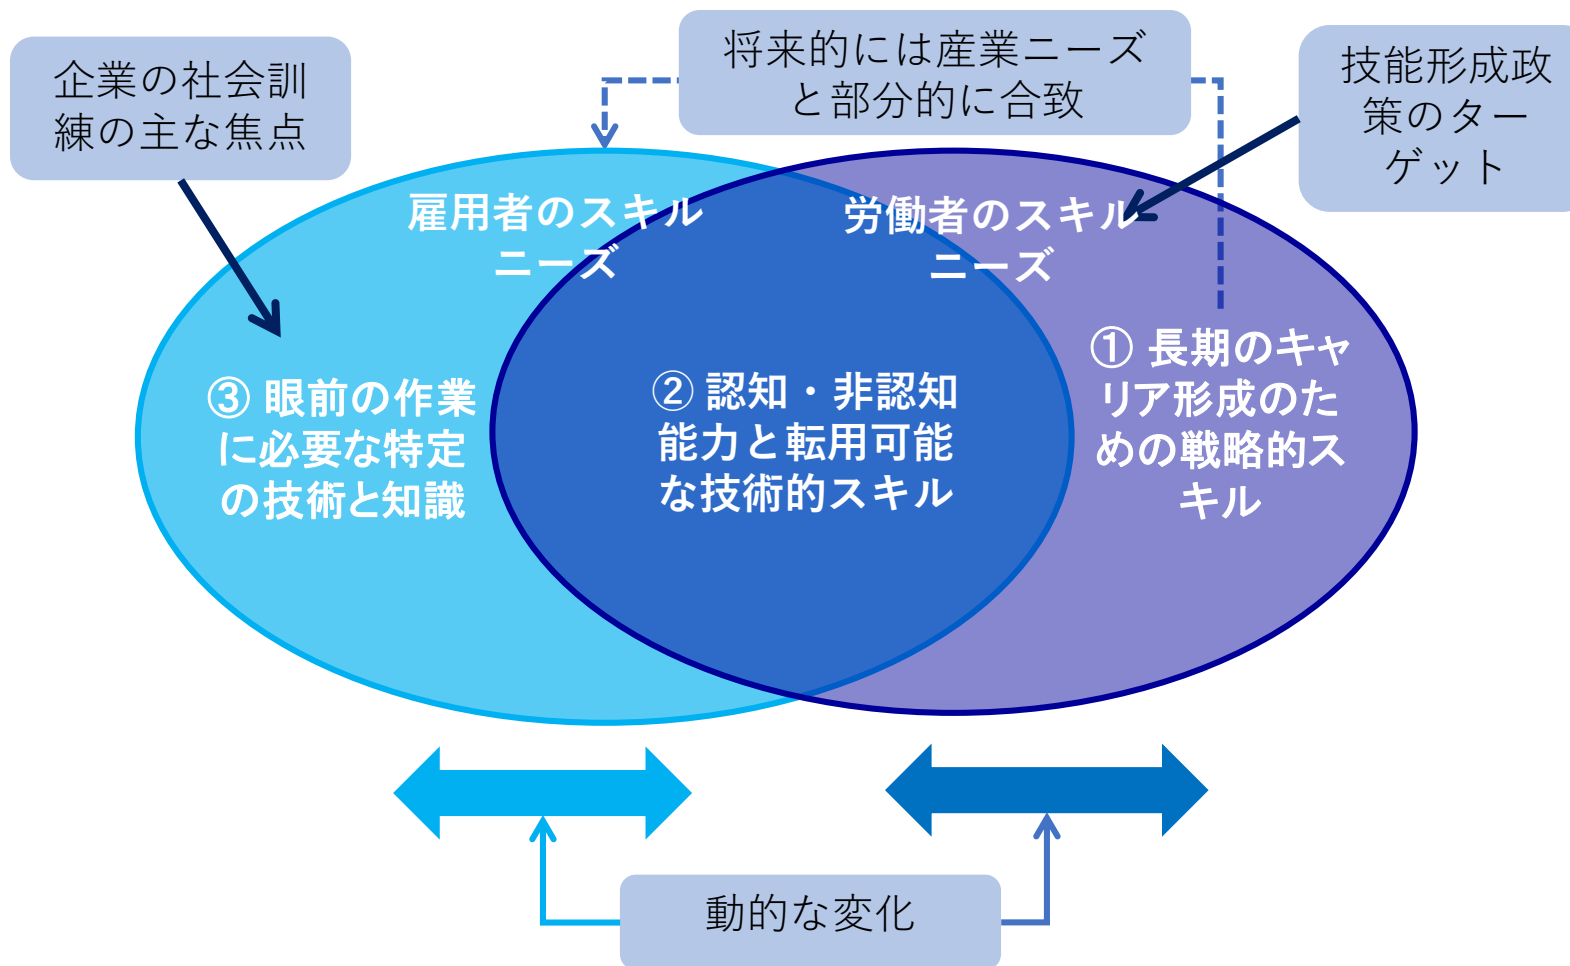 企業の社会訓
練の主な焦点
将来的には産業ニーズ
と部分的に合致
技能形成政
策のター
ゲット
雇用者のスキル
ニーズ
労働者のスキル
ニーズ
③ 眼前の作業
に必要な特定
の技術と知識
② 認知・非認知
能力と転用可能
な技術的スキル
① 長期のキャ
リア形成のた
めの戦略的ス
キル
動的な変化